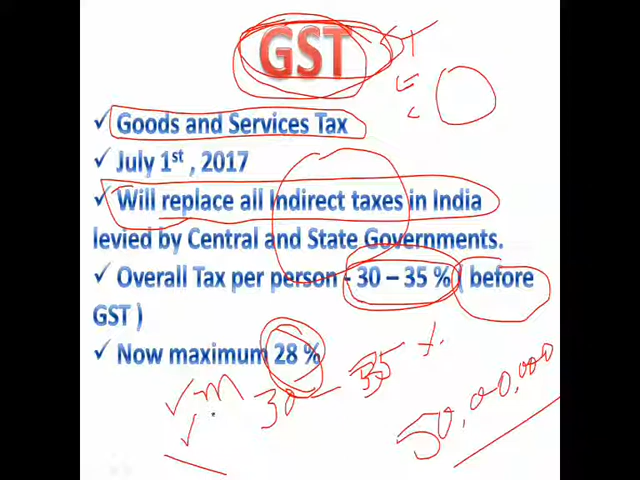 GST
✓ Goods and Services Tax
✓ July 1st , 2017
✓ Will replace all Indirect taxes in India
levied by Central and State Governments.
✓ Overall Tax per person - 30 – 35 % ( before
GST )
✓ Now maximum 28 %
30 - 35 %
50,00,000